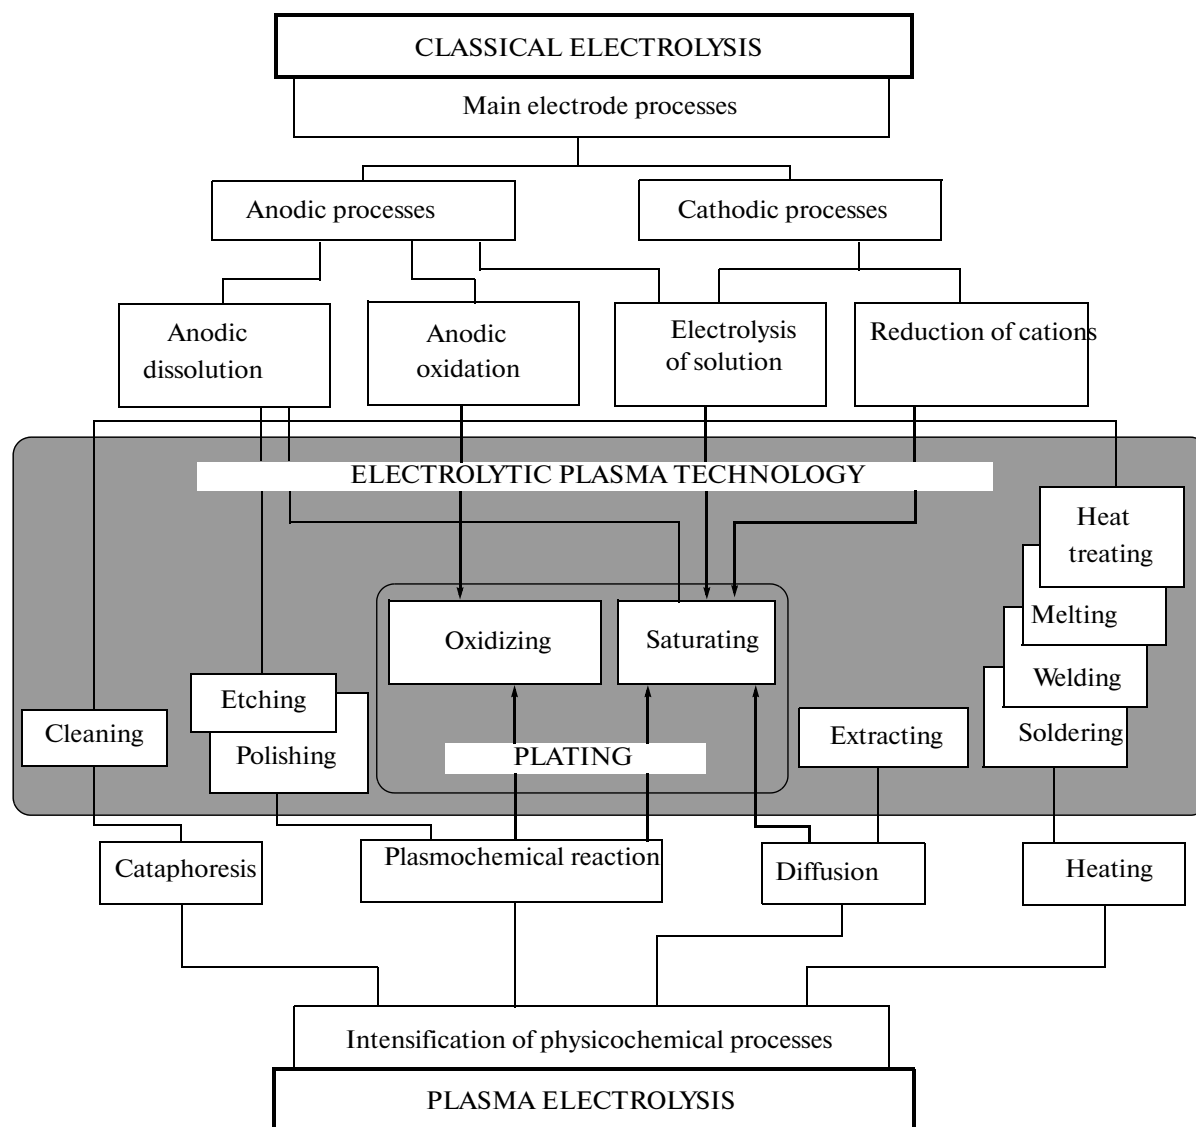 CLASSICAL ELECTROLYSIS
Main electrode processes
Anodic processes
Cathodic processes
Anodic
dissolution
Anodic
oxidation
Electrolysis
of solution
Reduction of cations
ELECTROLYTIC PLASMA TECHNOLOGY
Heat
treating
Melting
Welding
Soldering
Oxidizing
Saturating
Etching
Polishing
Cleaning
PLATING
Extracting
Cataphoresis
Plasmochemical reaction
Diffusion
Heating
Intensification of physicochemical processes
PLASMA ELECTROLYSIS